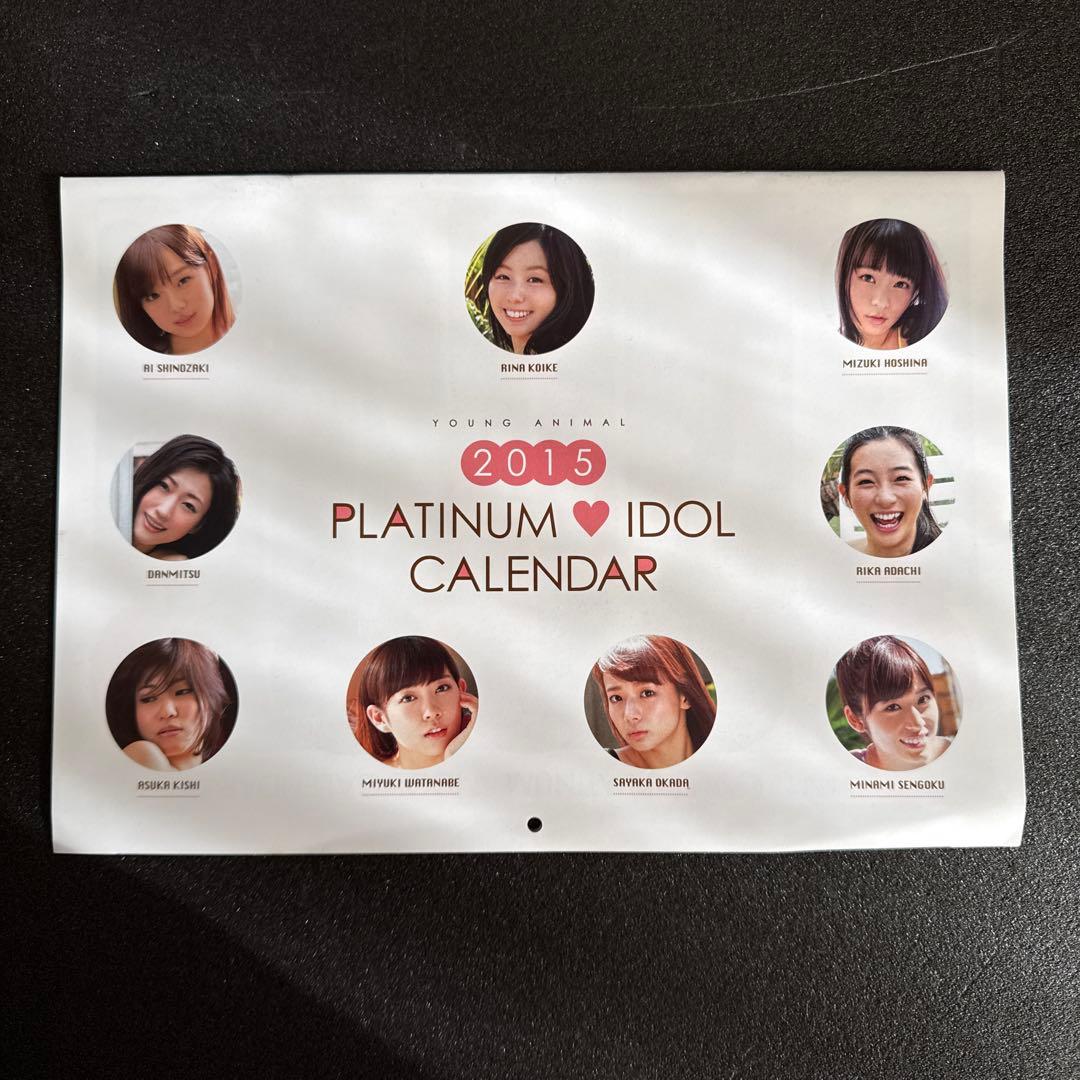 AI SHINOZAKI
RINA KOIKE
MIZUKI HOSHINA
YOUNG ANIMAL
2015
PLATINUM ♥ IDOL
CALENDAR
DANMITSU
RIKA ADACHI
ASUKA KISHI
MIYUKI WATANABE
SAYAKA OKADA
MINAMI SENGOKU